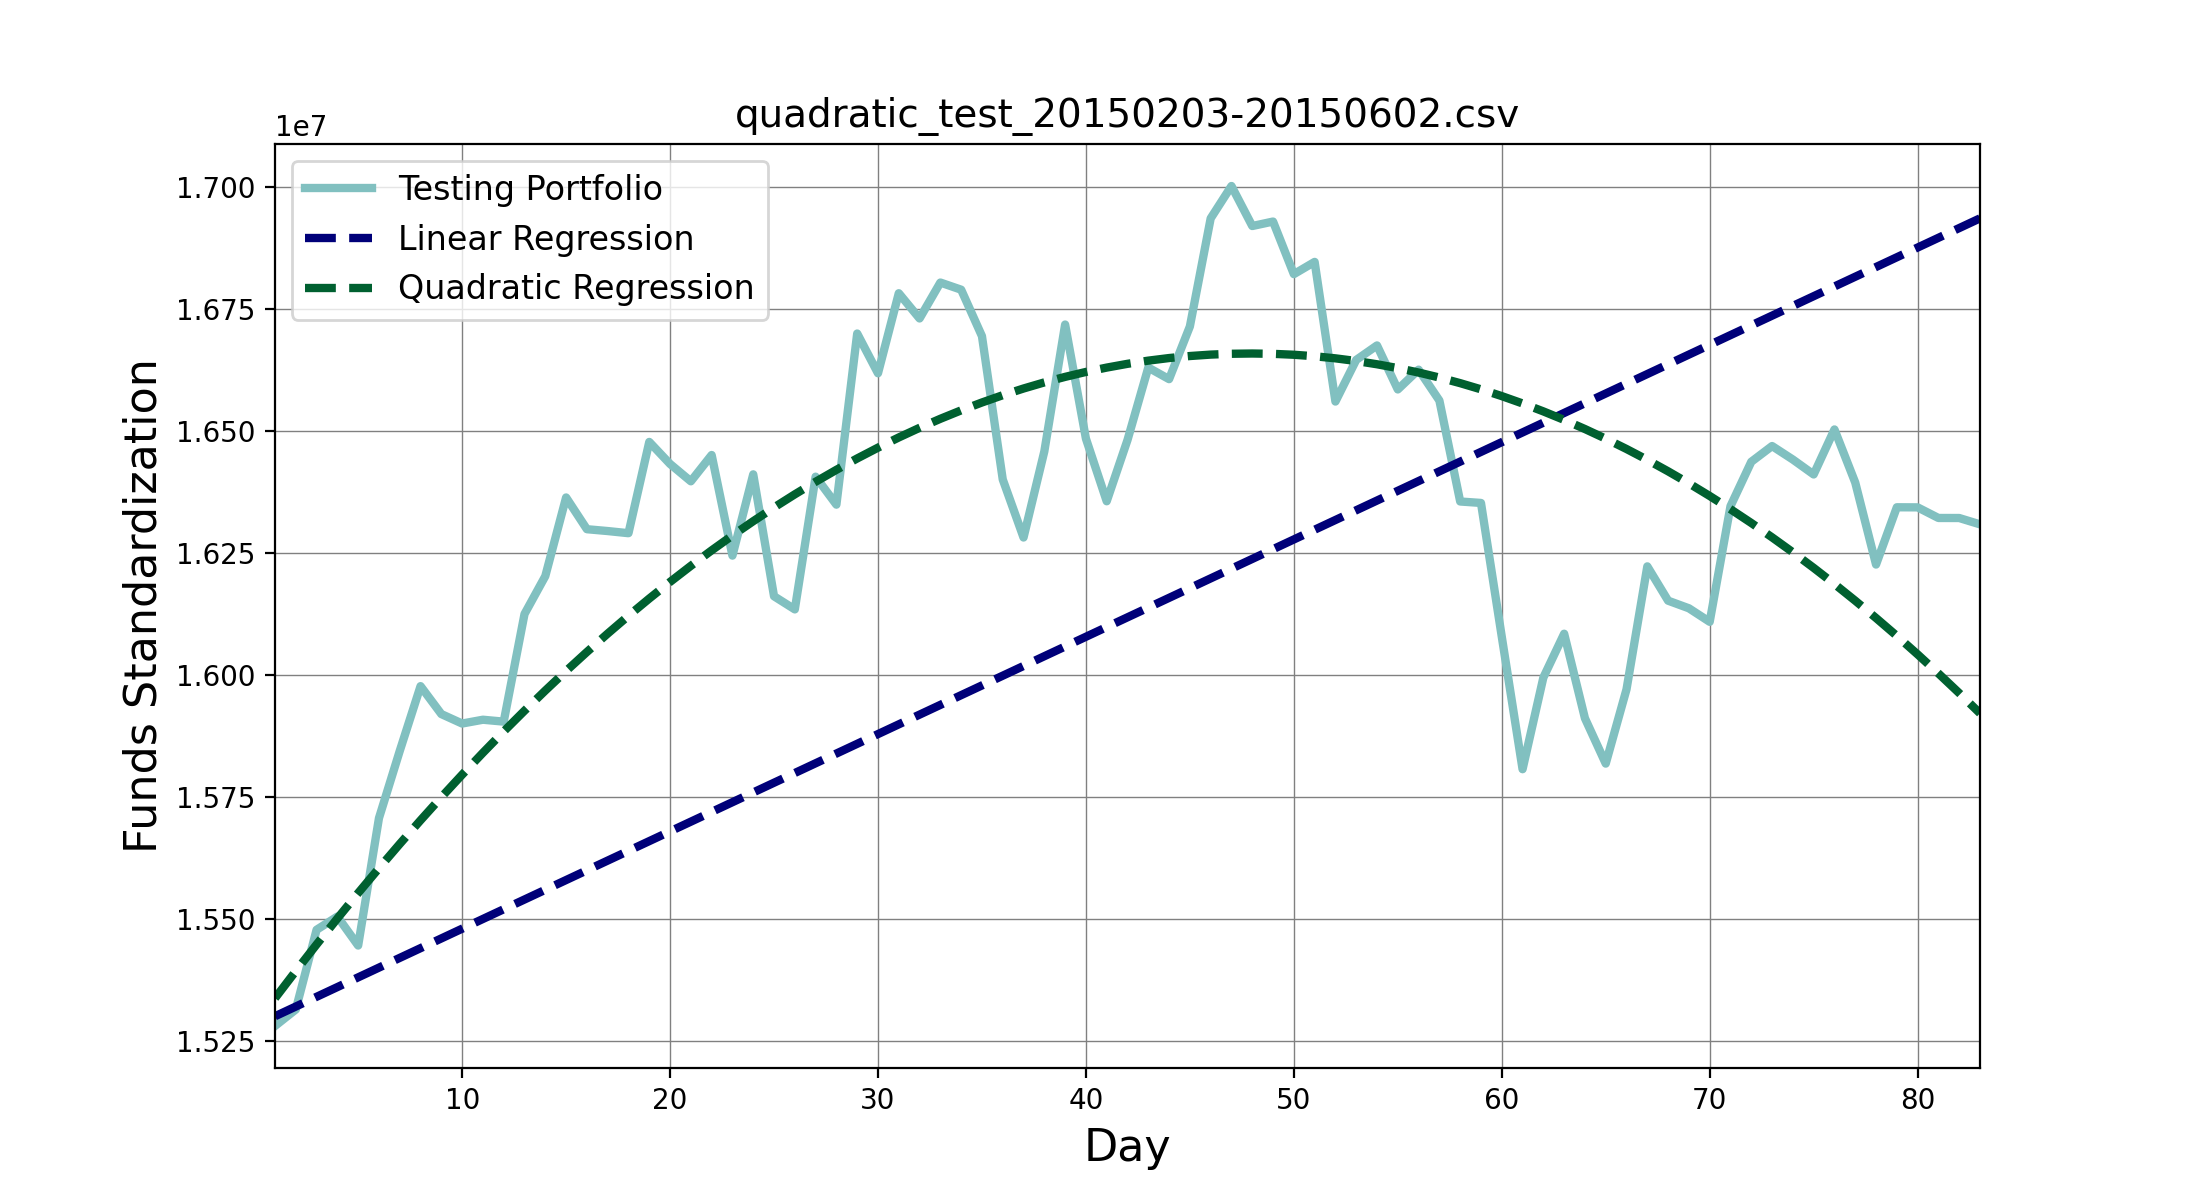 quadratic_test_20150203-20150602.csv
1e7
Testing Portfolio
Linear Regression
Quadratic Regression
1.700
1.675
1.650
1.625
1.600
1.575
1.550
1.525
Funds Standardization
10 20 30 40 50 60 70 80
Day